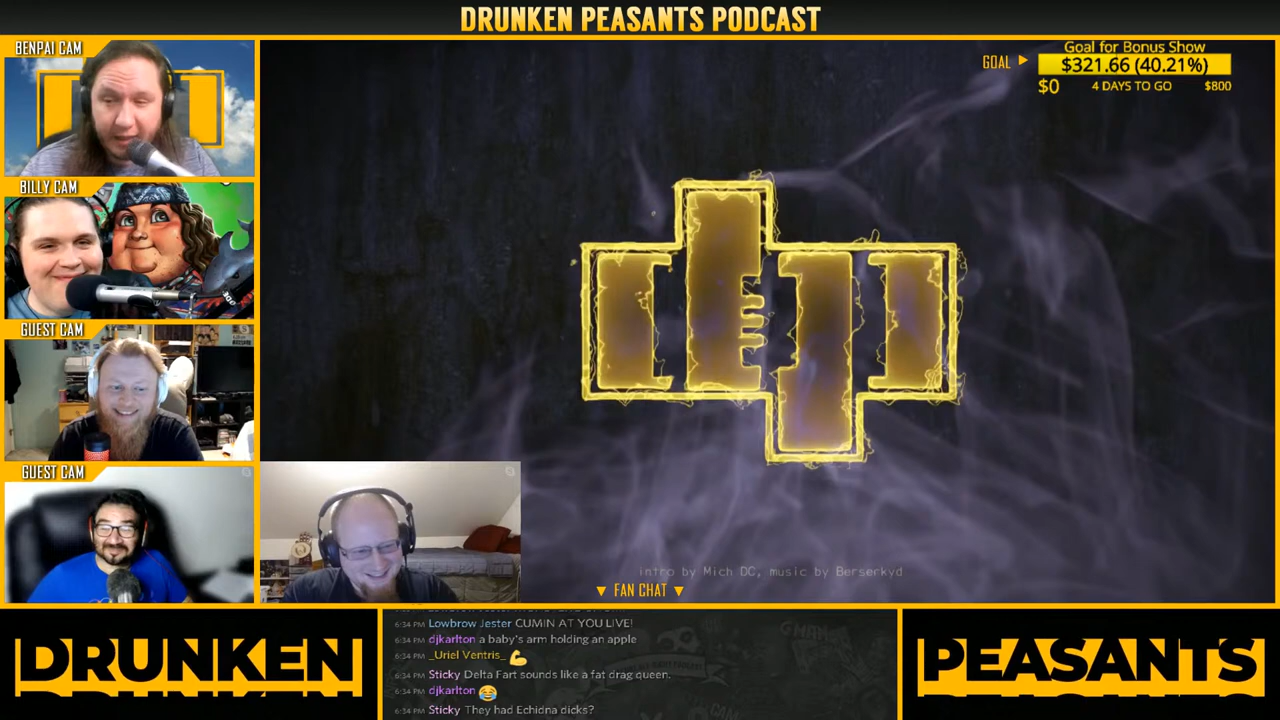 DRUNKEN PEASANTS PODCAST
BENPAI CAM
BILLY CAM
GUEST CAM
GUEST CAM
GOAL ▶
Goal for Bonus Show
$321.66 (40.21%)
$0 4 DAYS TO GO $800
intro by Mich DC, music by Berserkyd
▼ FAN CHAT ▼
6:34 PM Lowbrow Jester CUMIN AT YOU LIVE!
6:34 PM djkarlton a baby's arm holding an apple
6:34 PM _Uriel Ventris_ 💪
6:34 PM Sticky Delta Fart sounds like a fat drag queen.
6:34 PM djkarlton 😂
6:34 PM Sticky They had Echidna dicks?
DRUNKEN
PEASANTS